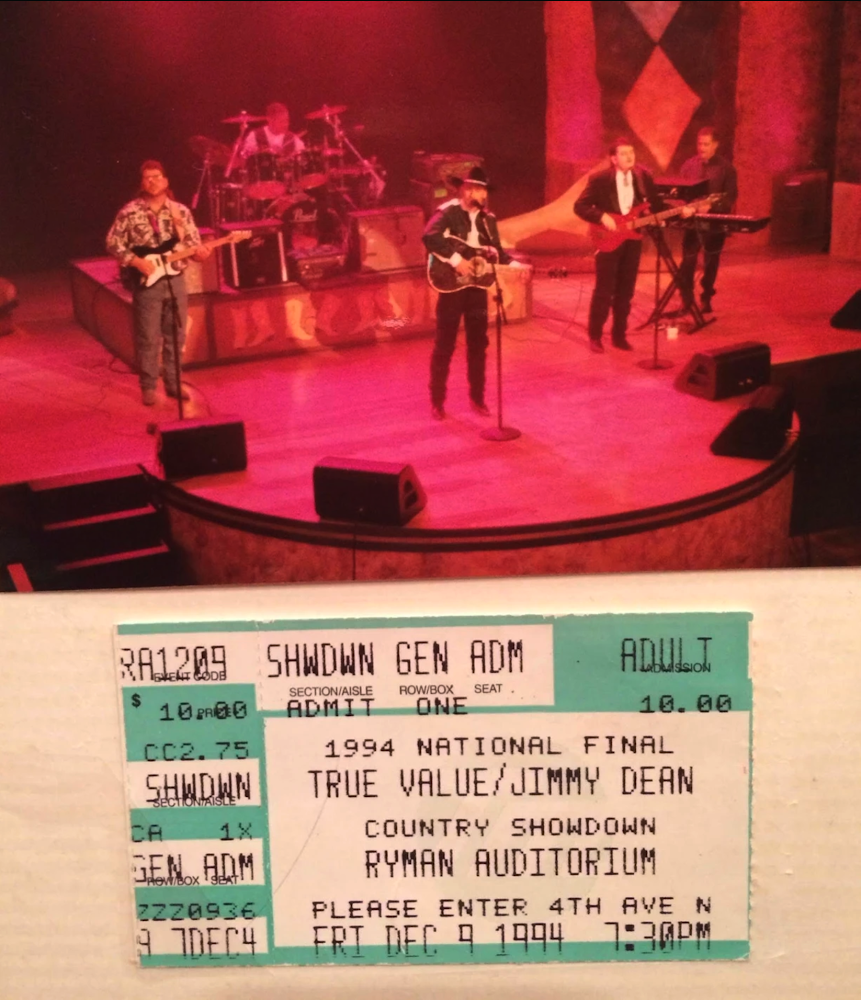 Pearl
RA1209 SHWDWN GEN ADM ADULT
EVENT CODE SECTION/AISLE ROW/BOX SEAT ADMISSION
$ 10.00 ADMIT ONE 10.00
PRICE
CC2.75 1994 NATIONAL FINAL
SHWDWN TRUE VALUE/JIMMY DEAN
SECTION/AISLE
CA 1X COUNTRY SHOWDOWN
GEN ADM RYMAN AUDITORIUM
ROW/BOX SEAT
ZZZ0936 PLEASE ENTER 4TH AVE N
7DEC4 FRI DEC 9 1994 7:30PM